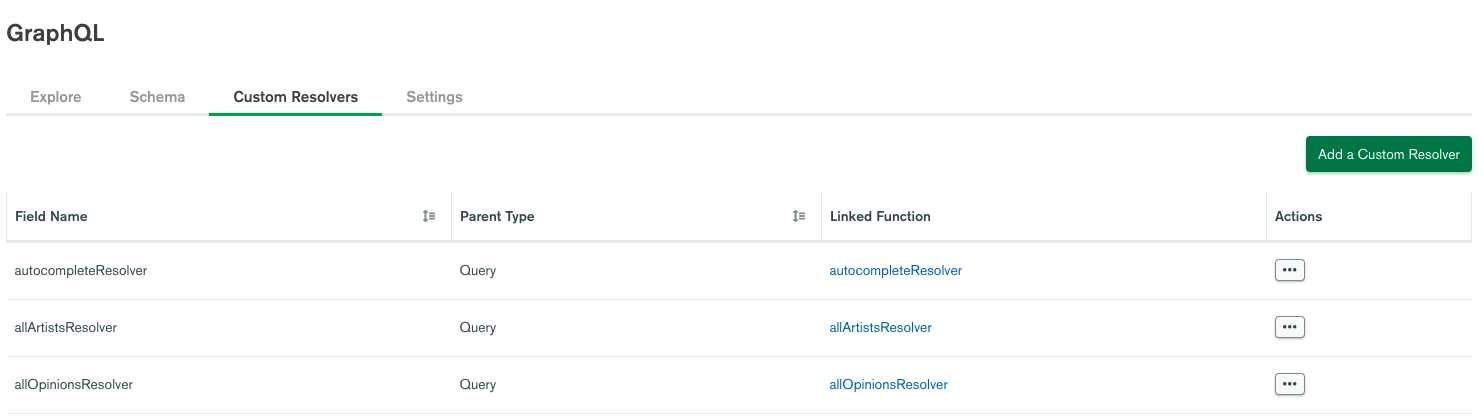 GraphQL
Explore Schema Custom Resolvers Settings
Add a Custom Resolver
Field Name Parent Type Linked Function Actions
autocompleteResolver Query autocompleteResolver
allArtistsResolver Query allArtistsResolver
allOpinionsResolver Query allOpinionsResolver